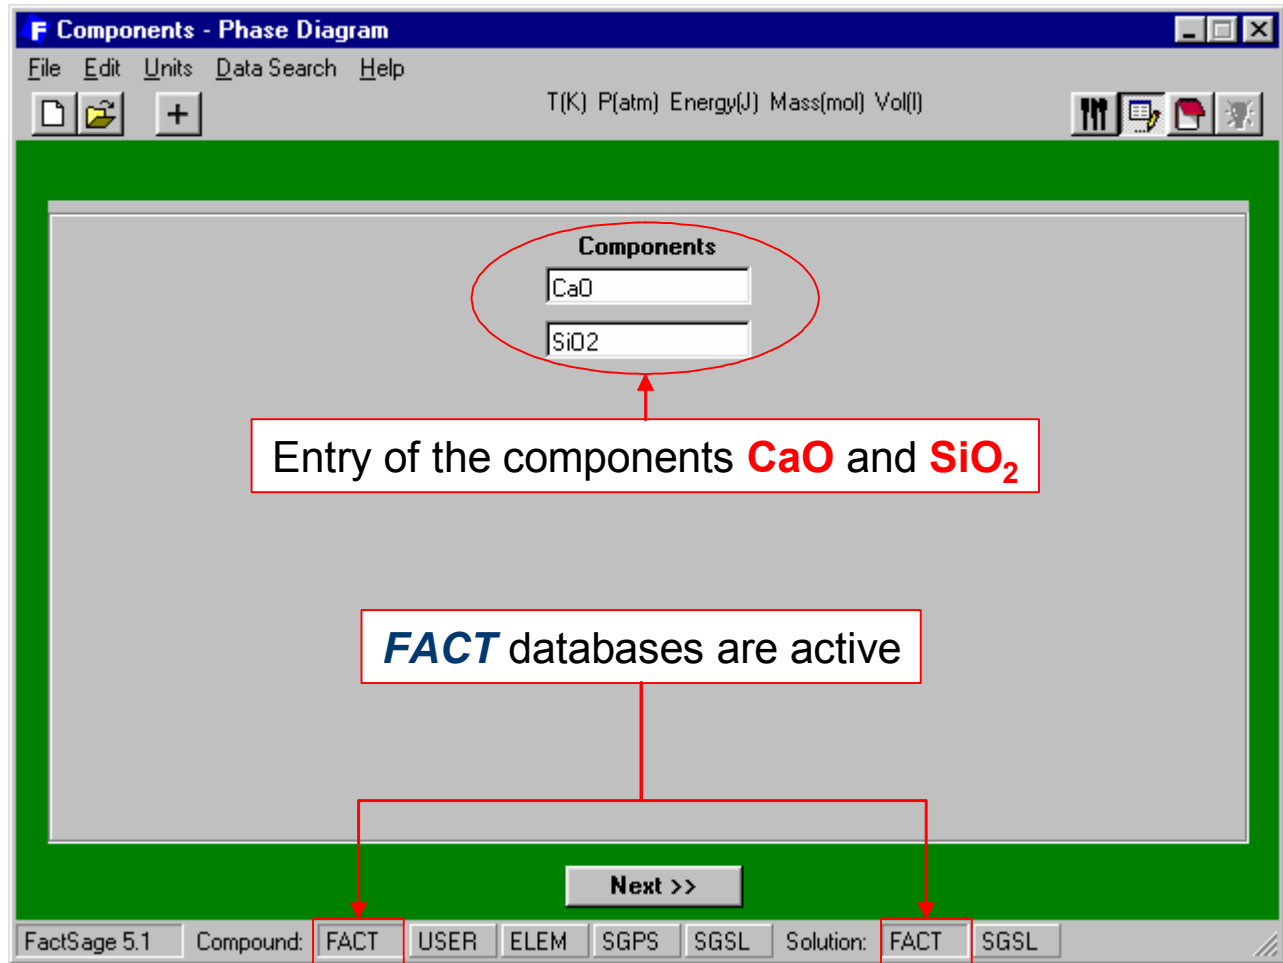 F Components - Phase Diagram
File Edit Units Data Search Help
T(K) P(atm) Energy(J) Mass(mol) Vol(l)
Components
CaO
SiO2
Entry of the components CaO and SiO₂
FACT databases are active
Next >>
FactSage 5.1 Compound: FACT USER ELEM SGPS SGSL Solution: FACT SGSL